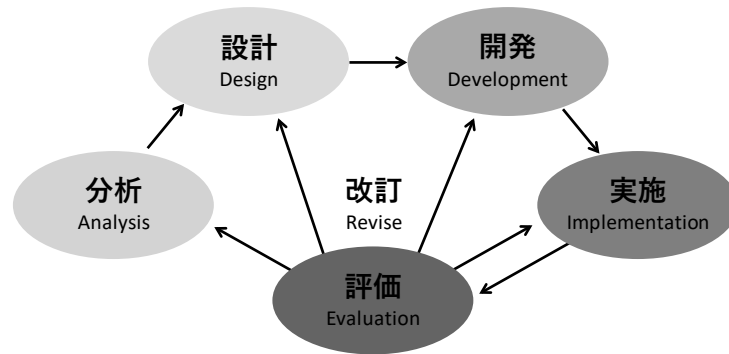 設計
Design
開発
Development
分析
Analysis
改訂
Revise
実施
Implementation
評価
Evaluation